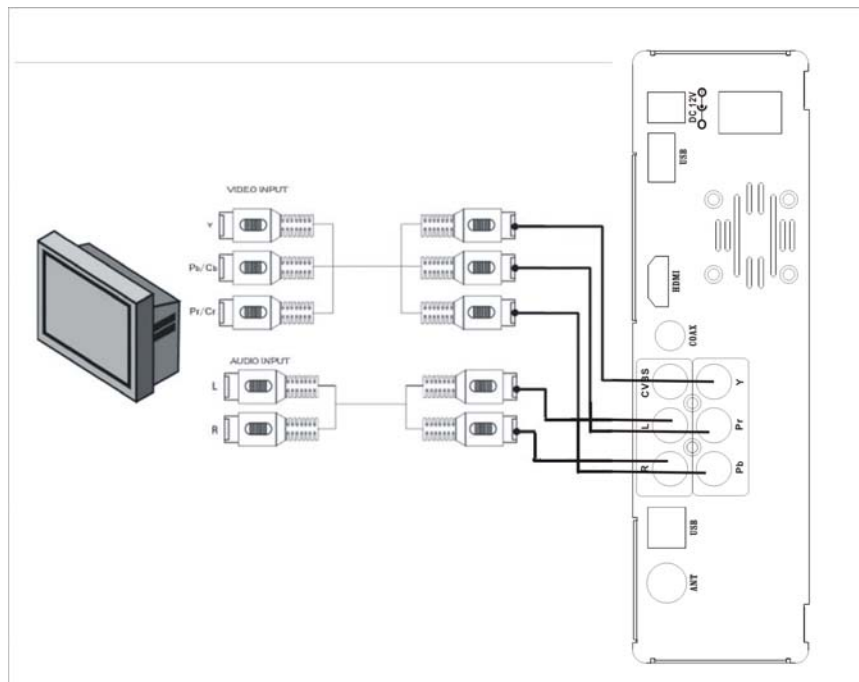 VIDEO INPUT
Y
Pb/Cb
Pr/Cr
AUDIO INPUT
L
R
DC 12V
USB
HDMI
COAX
CVBS
Y
L
Pr
R
Pb
USB
ANT